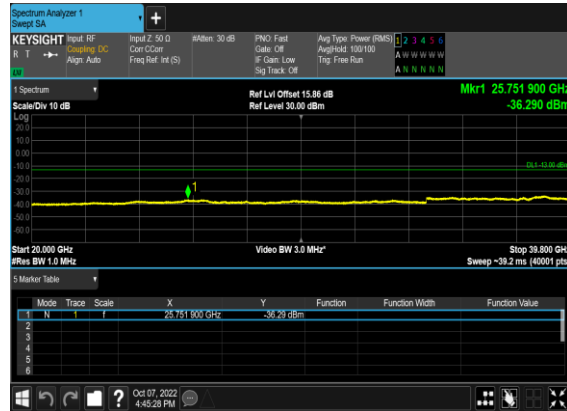 Spectrum Analyzer 1
Swept SA
+
KEYSIGHT Input: RF Input Z: 50 Ω #Atten: 30 dB PNO: Fast Avg Type: Power (RMS) 1 2 3 4 5 6
R T Coupling: DC Corr CCorr Gate: Off Avg|Hold: 100/100 A W W W W W
Align: Auto Freq Ref: Int (S) IF Gain: Low Trig: Free Run
Sig Track: Off A N N N N N
1 Spectrum Ref Lvl Offset 15.86 dB Mkr1 25.751 900 GHz
Scale/Div 10 dB Ref Level 30.00 dBm -36.290 dBm
Log
20.0
10.0
0.00
-10.0 DL1 -13.00 dBm
-20.0
-30.0 1
-40.0
-50.0
-60.0
Start 20.000 GHz Video BW 3.0 MHz* Stop 39.800 GHz
#Res BW 1.0 MHz Sweep ~39.2 ms (40001 pts)
5 Marker Table
Mode Trace Scale X Y Function Function Width Function Value
1 N 1 f 25.751 900 GHz -36.29 dBm
2
3
4
5
6
? Oct 07, 2022
4:45:28 PM